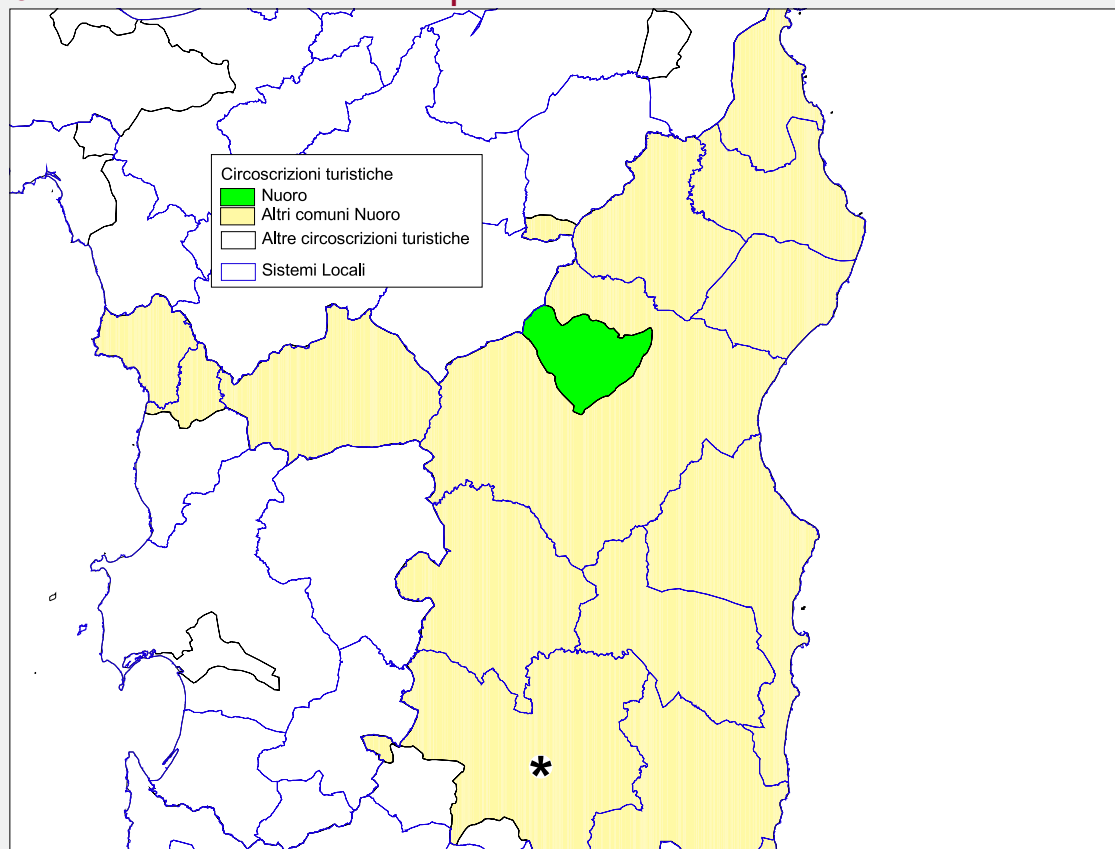 Circoscrizioni turistiche
Nuoro
Altri comuni Nuoro
Altre circoscrizioni turistiche
Sistemi Locali
*